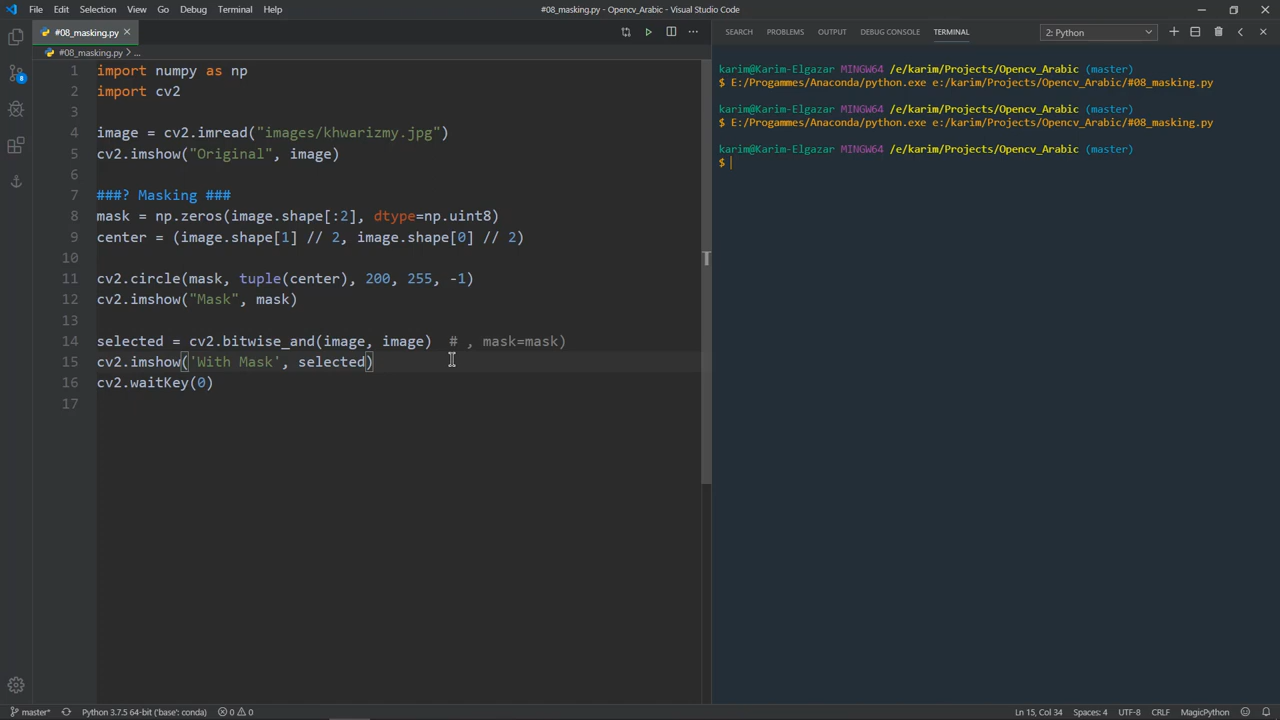 File Edit Selection View Go Debug Terminal Help
#08_masking.py - Opencv_Arabic - Visual Studio Code
#08_masking.py
#08_masking.py > ...
1 import numpy as np
2 import cv2
3
4 image = cv2.imread("images/khwarizmy.jpg")
5 cv2.imshow("Original", image)
6
7 ###? Masking ###
8 mask = np.zeros(image.shape[:2], dtype=np.uint8)
9 center = (image.shape[1] // 2, image.shape[0] // 2)
10
11 cv2.circle(mask, tuple(center), 200, 255, -1)
12 cv2.imshow("Mask", mask)
13
14 selected = cv2.bitwise_and(image, image)  # , mask=mask)
15 cv2.imshow('With Mask', selected)
16 cv2.waitKey(0)
17
SEARCH PROBLEMS OUTPUT DEBUG CONSOLE TERMINAL 2: Python
karim@Karim-Elgazar MINGW64 /e/karim/Projects/Opencv_Arabic (master)
$ E:/Progammes/Anaconda/python.exe e:/karim/Projects/Opencv_Arabic/#08_masking.py
karim@Karim-Elgazar MINGW64 /e/karim/Projects/Opencv_Arabic (master)
$ E:/Progammes/Anaconda/python.exe e:/karim/Projects/Opencv_Arabic/#08_masking.py
karim@Karim-Elgazar MINGW64 /e/karim/Projects/Opencv_Arabic (master)
$
8
master* Python 3.7.5 64-bit ('base': conda) 0 0 Ln 15, Col 34 Spaces: 4 UTF-8 CRLF MagicPython